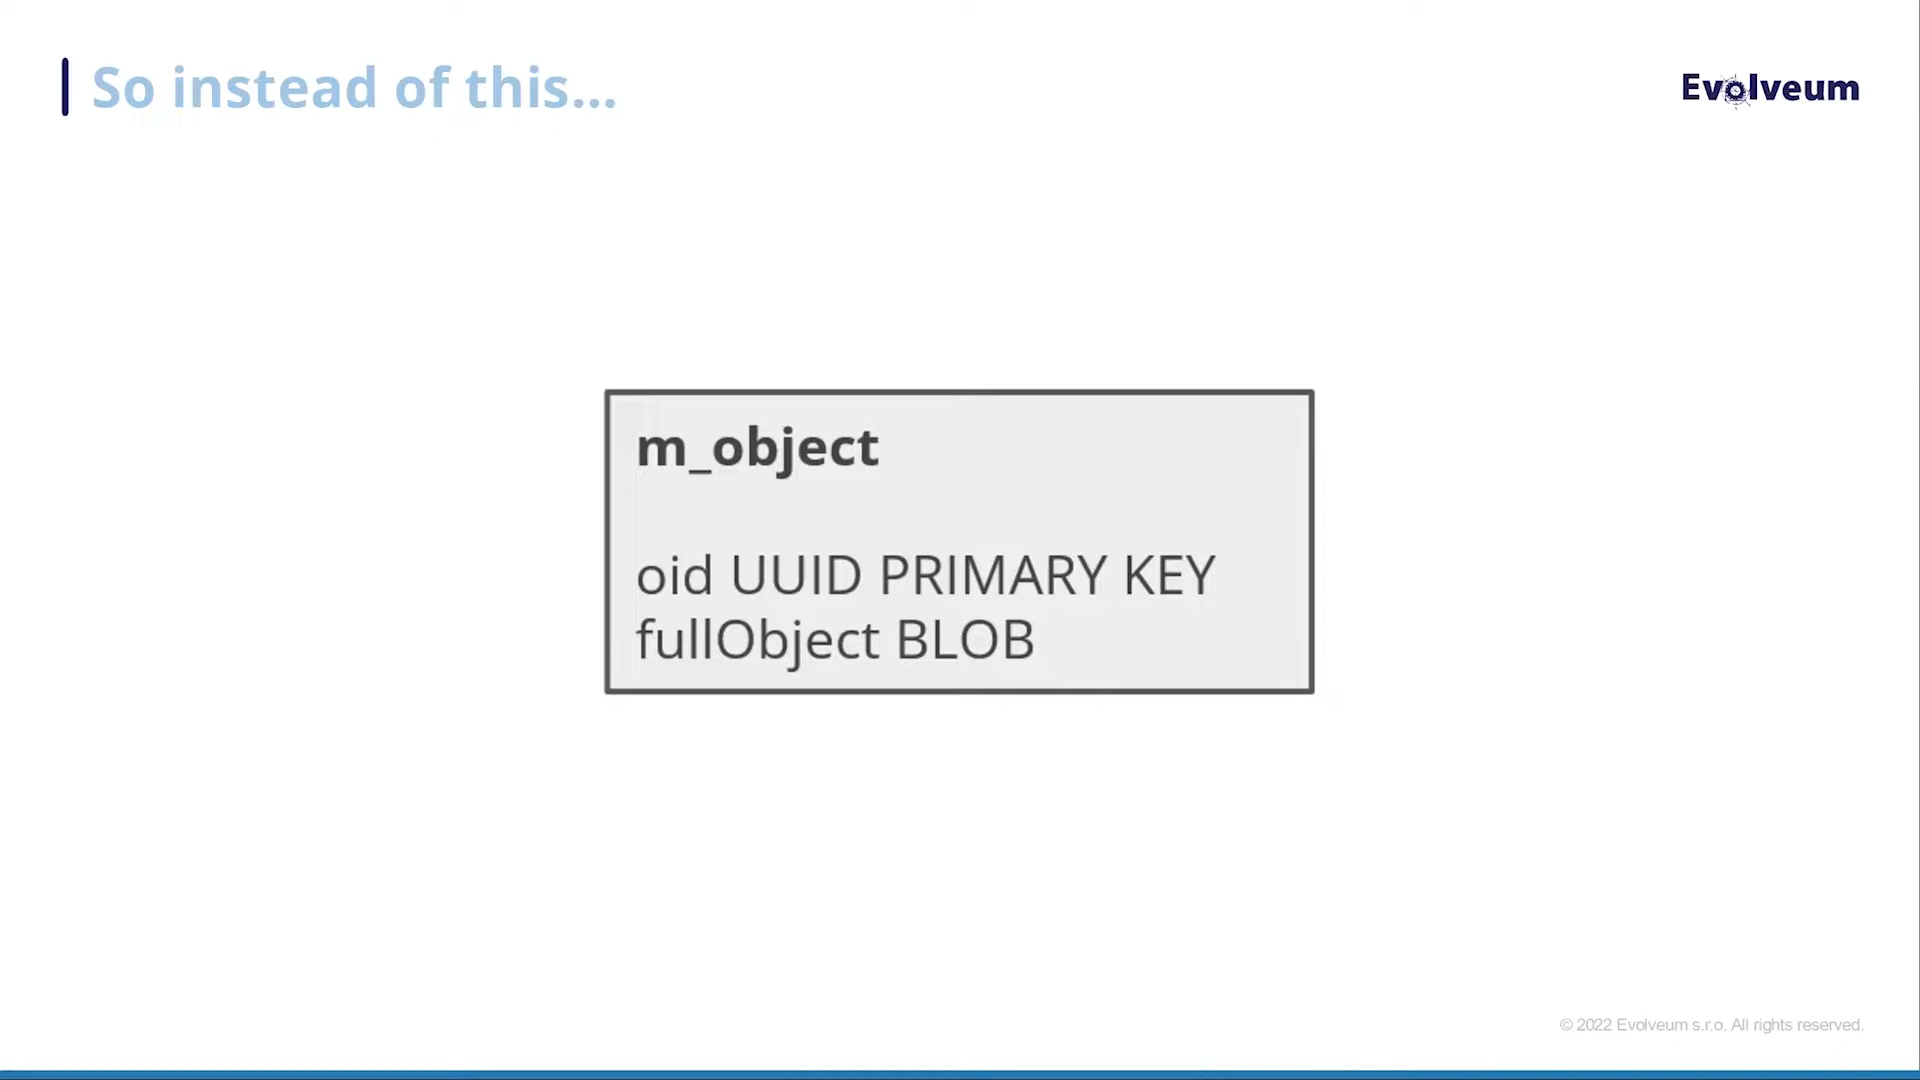 So instead of this...
Evolveum
m_object
oid UUID PRIMARY KEY
fullObject BLOB
© 2022 Evolveum s.r.o. All rights reserved.